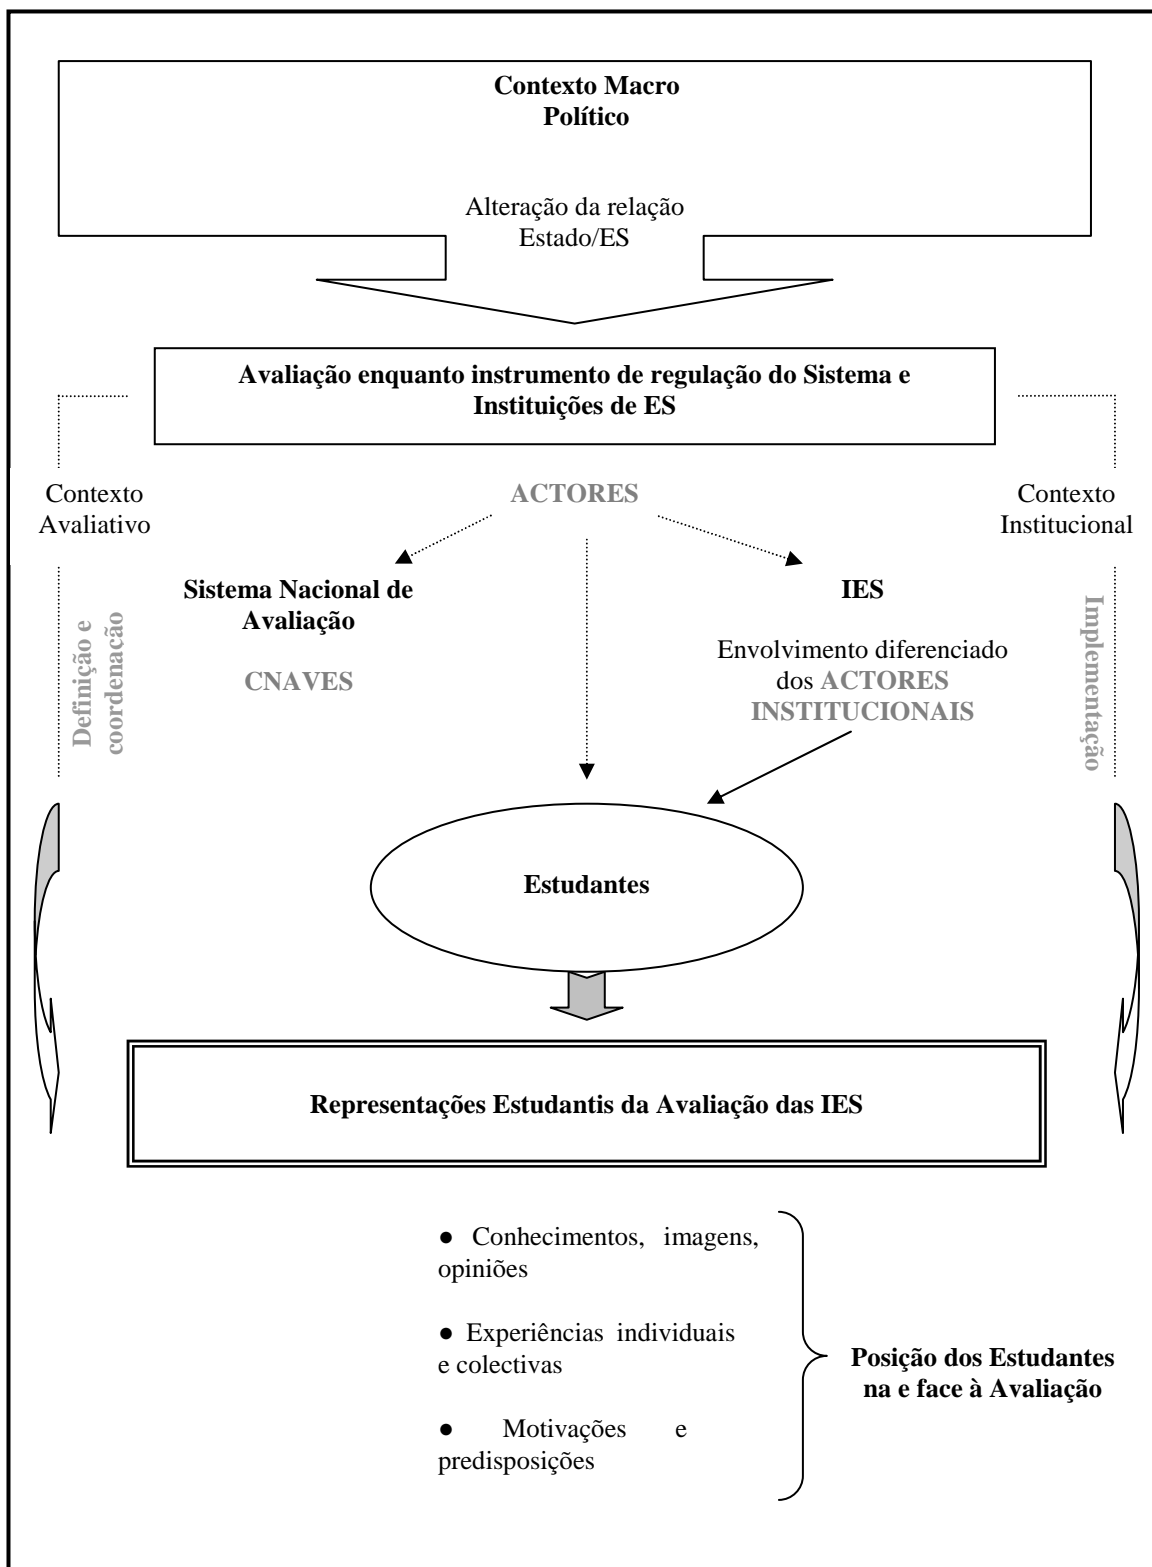 Contexto Macro
Político
Alteração da relação
Estado/ES
Avaliação enquanto instrumento de regulação do Sistema e
Instituições de ES
Contexto
Avaliativo
ACTORES
Contexto
Institucional
Sistema Nacional de
Avaliação
CNAVES
IES
Envolvimento diferenciado
dos ACTORES
INSTITUCIONAIS
Definição e
coordenação
Implementação
Estudantes
Representações Estudantis da Avaliação das IES
● Conhecimentos, imagens,
opiniões
● Experiências individuais
e colectivas
● Motivações e
predisposições
Posição dos Estudantes
na e face à Avaliação